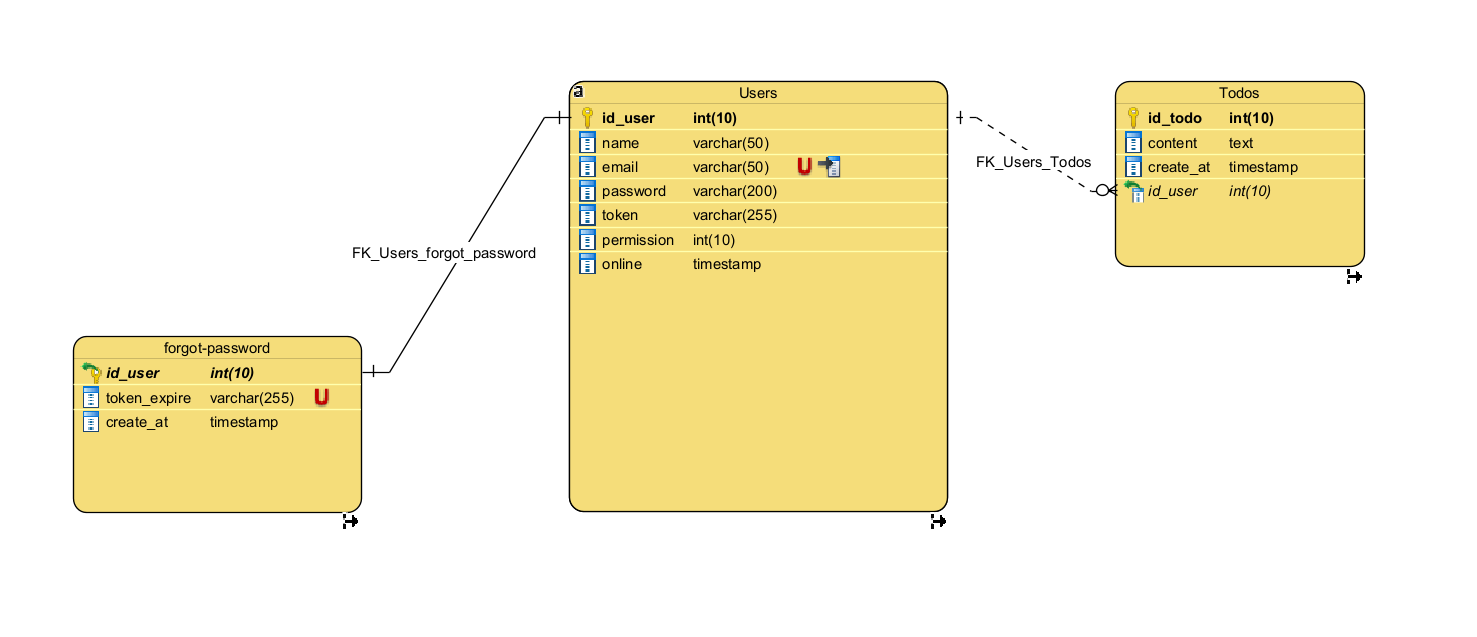 a
Users
id_user int(10)
name varchar(50)
email varchar(50) U
password varchar(200)
token varchar(255)
permission int(10)
online timestamp
Todos
id_todo int(10)
content text
create_at timestamp
id_user int(10)
FK_Users_Todos
FK_Users_forgot_password
forgot-password
id_user int(10)
token_expire varchar(255) U
create_at timestamp